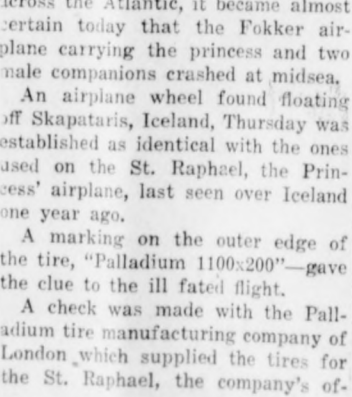 across the Atlantic, it became almost
certain today that the Fokker air-
plane carrying the princess and two
male companions crashed at midsea.
An airplane wheel found floating
off Skapataris, Iceland, Thursday was
established as identical with the ones
used on the St. Raphael, the Prin-
cess' airplane, last seen over Iceland
one year ago.
A marking on the outer edge of
the tire, "Palladium 1100x200"—gave
the clue to the ill fated flight.
A check was made with the Pall-
adium tire manufacturing company of
London which supplied the tires for
the St. Raphael, the company's of-